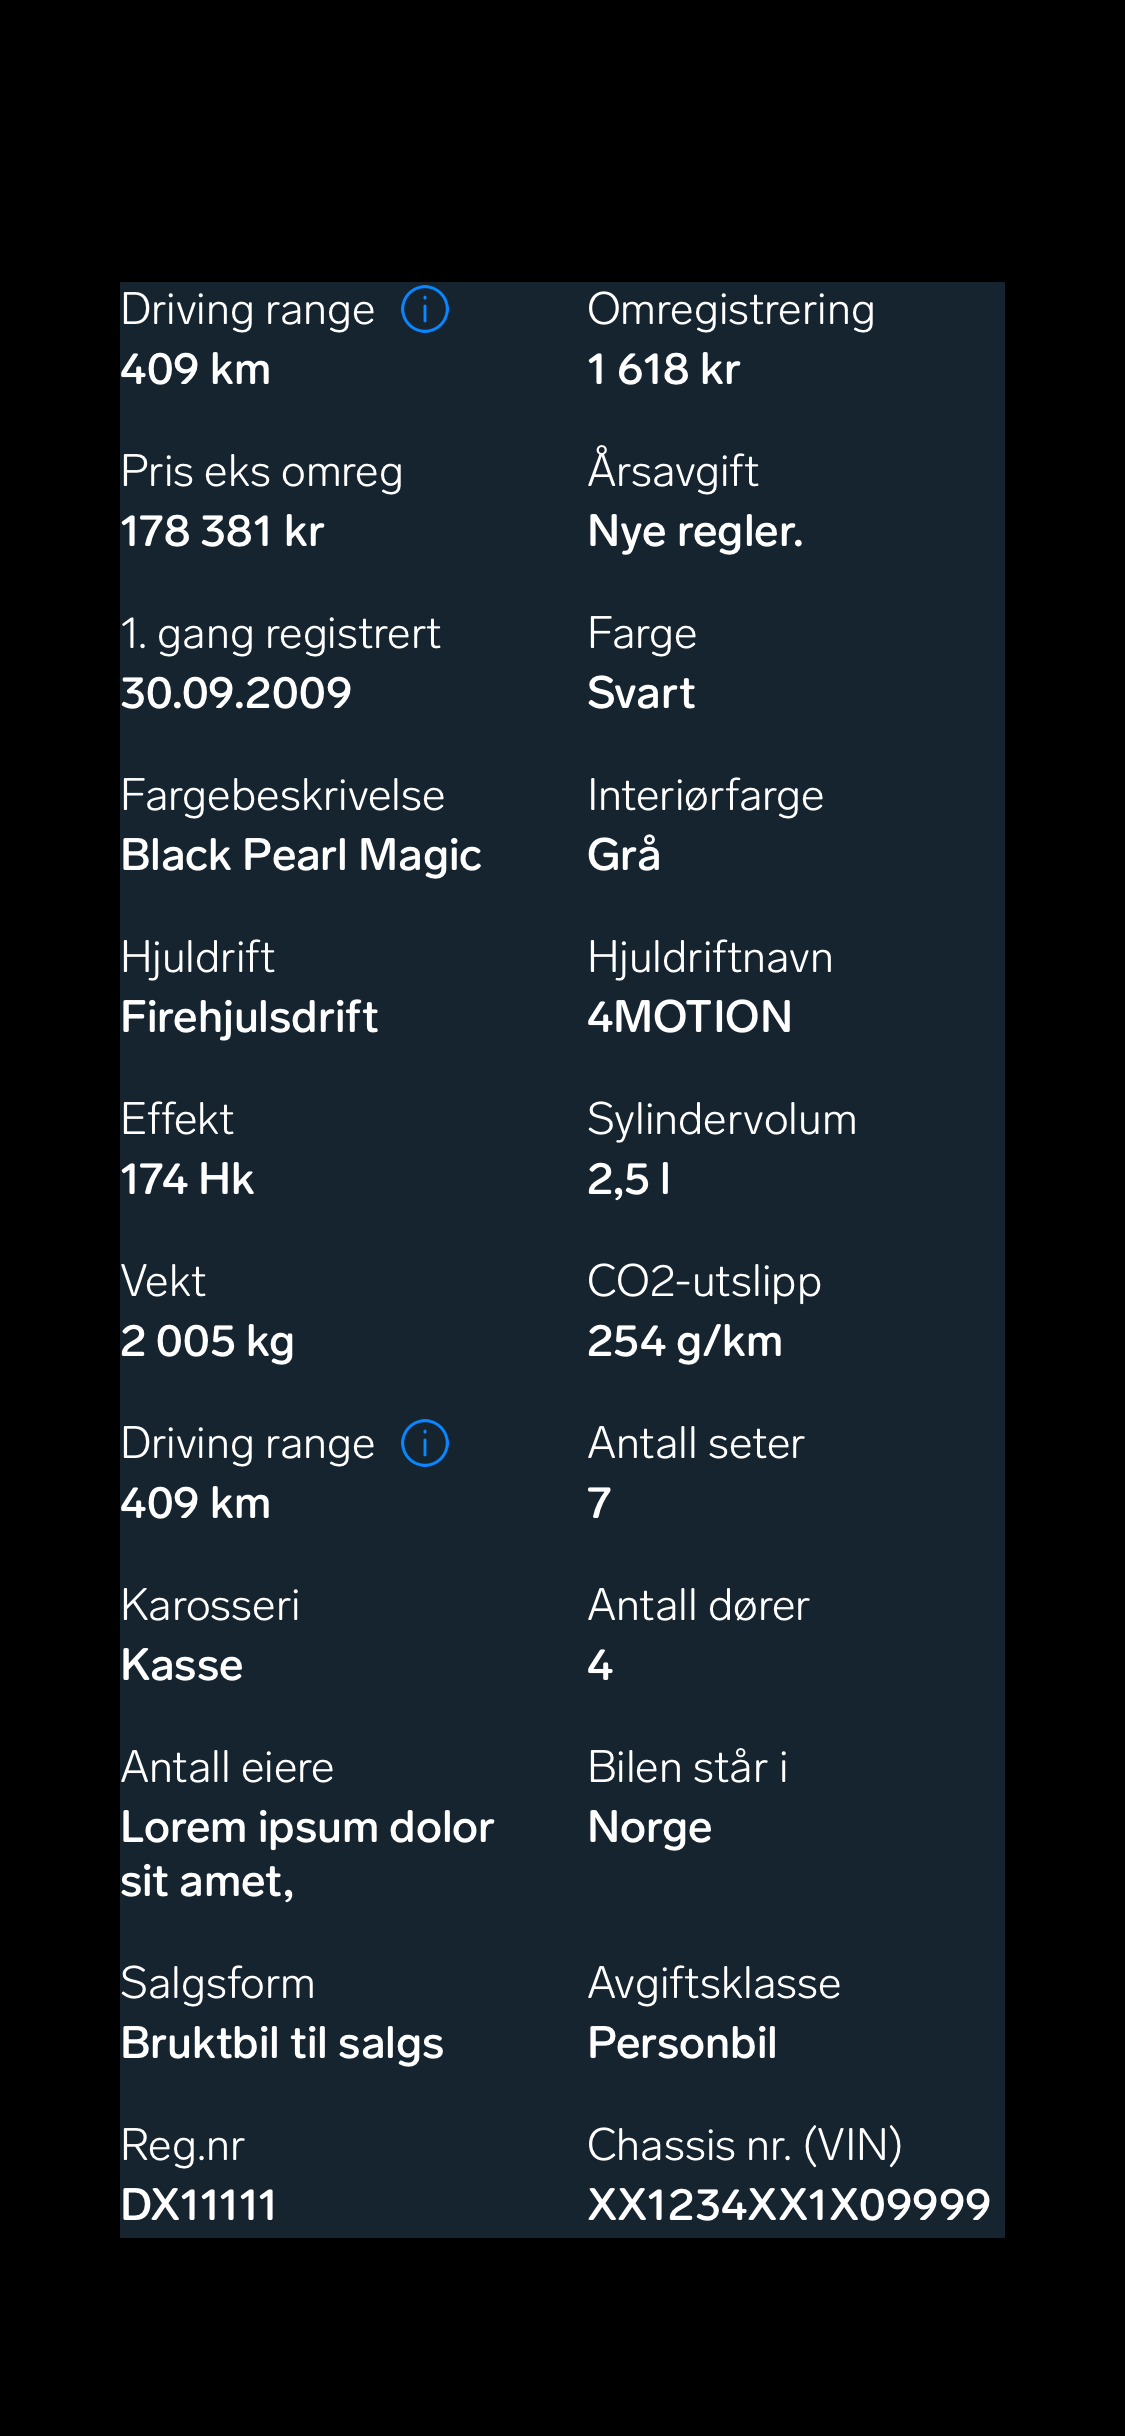 Driving range
409 km
Omregistrering
1 618 kr
Pris eks omreg
178 381 kr
Årsavgift
Nye regler.
1. gang registrert
30.09.2009
Farge
Svart
Fargebeskrivelse
Black Pearl Magic
Interiørfarge
Grå
Hjuldrift
Firehjulsdrift
Hjuldriftnavn
4MOTION
Effekt
174 Hk
Sylindervolum
2,5 l
Vekt
2 005 kg
CO2-utslipp
254 g/km
Driving range
409 km
Antall seter
7
Karosseri
Kasse
Antall dører
4
Antall eiere
Lorem ipsum dolor
sit amet,
Bilen står i
Norge
Salgsform
Bruktbil til salgs
Avgiftsklasse
Personbil
Reg.nr
DX11111
Chassis nr. (VIN)
XX1234XX1X09999